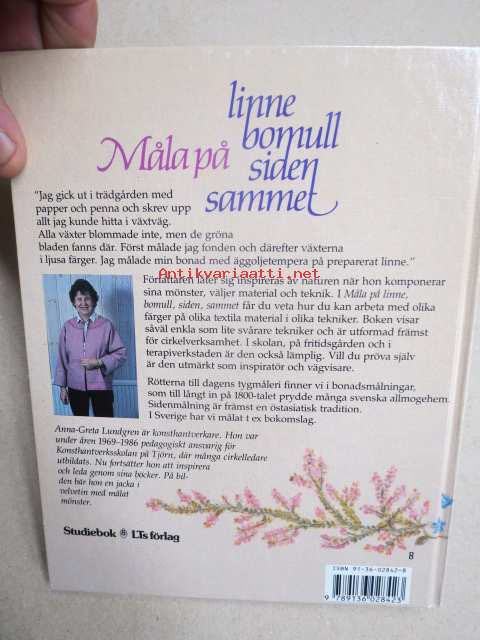 linne
bomull
Måla på siden
sammet
"Jag gick ut i trädgården med
papper och penna och skrev upp
allt jag kunde hitta i växtväg.
Alla växter blommade inte, men de gröna
bladen fanns där. Först målade jag fonden och därefter växterna
i ljusa färger. Jag målade min bonad med äggoljetempera på preparerat linne."
Antikvariaatti.net
Författaren låter sig inspireras av naturen när hon komponerar
sina mönster, väljer material och teknik. I Måla på linne,
bomull, siden, sammet får du veta hur du kan arbeta med olika
färger på olika textila material i olika tekniker. Boken visar
såväl enkla som lite svårare tekniker och är utformad främst
för cirkelverksamhet. I skolan, på fritidsgården och i
terapiverkstaden är den också lämplig. Vill du pröva själv
är den utmärkt som inspiratör och vägvisare.
Rötterna till dagens tygmåleri finner vi i bonadsmålningar,
som till långt in på 1800-talet prydde många svenska allmogehem.
Sidenmålning är främst en östasiatisk tradition.
I Sverige har vi målat t ex bokomslag.
Anna-Greta Lundgren är konsthantverkare. Hon var
under åren 1969–1986 pedagogiskt ansvarig för
Konsthantverksskolan på Tjörn, där många cirkelledare
utbildats. Nu fortsätter hon att inspirera
och leda genom sina böcker. På bil-
den bär hon en jacka i
velvetin med målat
mönster.
Studiebok LTs förlag
8
ISBN 91-36-02842-8
9 789136 028423